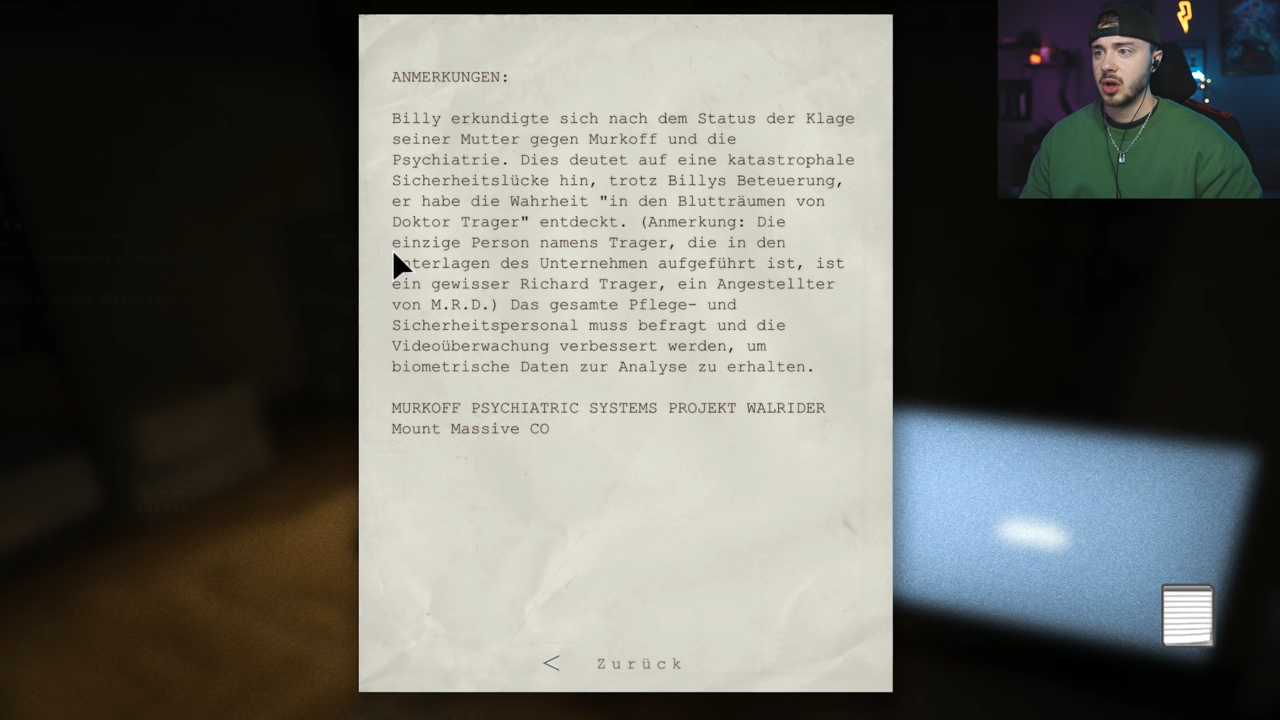 ANMERKUNGEN:
Billy erkundigte sich nach dem Status der Klage
seiner Mutter gegen Murkoff und die
Psychiatrie. Dies deutet auf eine katastrophale
Sicherheitslücke hin, trotz Billys Beteuerung,
er habe die Wahrheit "in den Blutträumen von
Doktor Trager" entdeckt. (Anmerkung: Die
einzige Person namens Trager, die in den
Unterlagen des Unternehmen aufgeführt ist, ist
ein gewisser Richard Trager, ein Angestellter
von M.R.D.) Das gesamte Pflege- und
Sicherheitspersonal muss befragt und die
Videoüberwachung verbessert werden, um
biometrische Daten zur Analyse zu erhalten.
MURKOFF PSYCHIATRIC SYSTEMS PROJEKT WALRIDER
Mount Massive CO
< Zurück